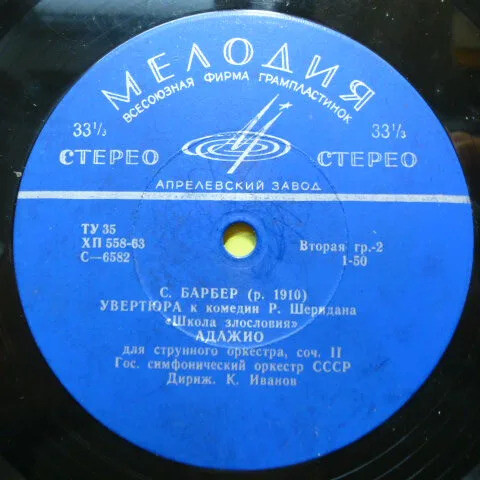 МЕЛОДИЯ
ВСЕСОЮЗНАЯ ФИРМА ГРАМПЛАСТИНОК
33⅓ 33⅓
СТЕРЕО СТЕРЕО
АПРЕЛЕВСКИЙ ЗАВОД
ТУ 35
ХП 558-63
С—6582
Вторая гр.-2
1-50
С. БАРБЕР (р. 1910)
УВЕРТЮРА к комедии Р. Шеридана
«Школа злословия»
АДАЖИО
для струнного оркестра, соч. II
Гос. симфонический оркестр СССР
Дириж. К. Иванов